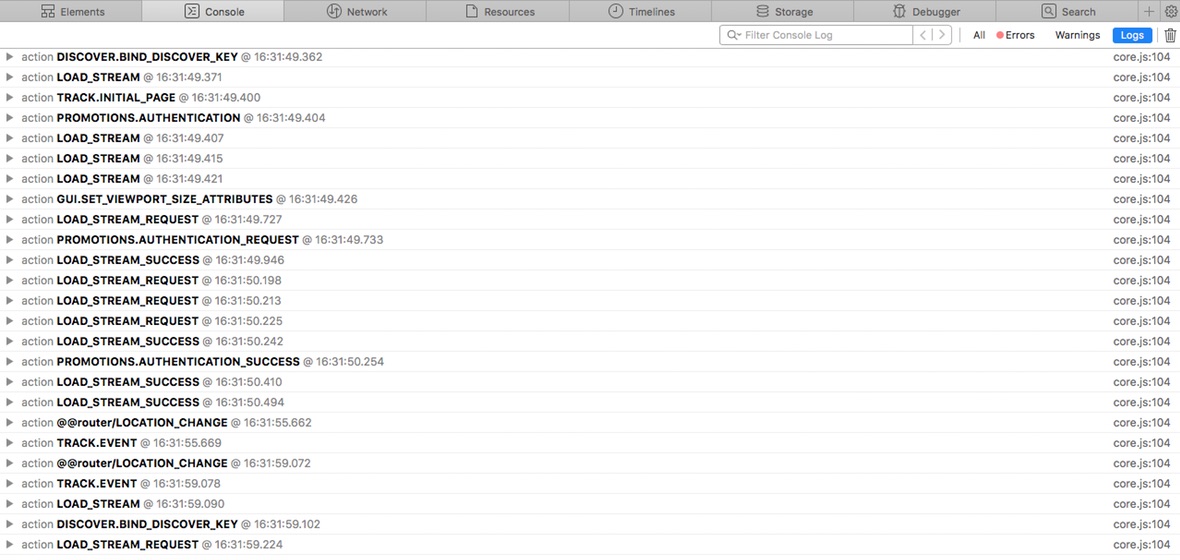 Elements Console Network Resources Timelines Storage Debugger Search
Filter Console Log All Errors Warnings Logs
action DISCOVER.BIND_DISCOVER_KEY @ 16:31:49.362 core.js:104
action LOAD_STREAM @ 16:31:49.371 core.js:104
action TRACK.INITIAL_PAGE @ 16:31:49.400 core.js:104
action PROMOTIONS.AUTHENTICATION @ 16:31:49.404 core.js:104
action LOAD_STREAM @ 16:31:49.407 core.js:104
action LOAD_STREAM @ 16:31:49.415 core.js:104
action LOAD_STREAM @ 16:31:49.421 core.js:104
action GUI.SET_VIEWPORT_SIZE_ATTRIBUTES @ 16:31:49.426 core.js:104
action LOAD_STREAM_REQUEST @ 16:31:49.727 core.js:104
action PROMOTIONS.AUTHENTICATION_REQUEST @ 16:31:49.733 core.js:104
action LOAD_STREAM_SUCCESS @ 16:31:49.946 core.js:104
action LOAD_STREAM_REQUEST @ 16:31:50.198 core.js:104
action LOAD_STREAM_REQUEST @ 16:31:50.213 core.js:104
action LOAD_STREAM_REQUEST @ 16:31:50.225 core.js:104
action LOAD_STREAM_SUCCESS @ 16:31:50.242 core.js:104
action PROMOTIONS.AUTHENTICATION_SUCCESS @ 16:31:50.254 core.js:104
action LOAD_STREAM_SUCCESS @ 16:31:50.410 core.js:104
action LOAD_STREAM_SUCCESS @ 16:31:50.494 core.js:104
action @@router/LOCATION_CHANGE @ 16:31:55.662 core.js:104
action TRACK.EVENT @ 16:31:55.669 core.js:104
action @@router/LOCATION_CHANGE @ 16:31:59.072 core.js:104
action TRACK.EVENT @ 16:31:59.078 core.js:104
action LOAD_STREAM @ 16:31:59.090 core.js:104
action DISCOVER.BIND_DISCOVER_KEY @ 16:31:59.102 core.js:104
action LOAD_STREAM_REQUEST @ 16:31:59.224 core.js:104